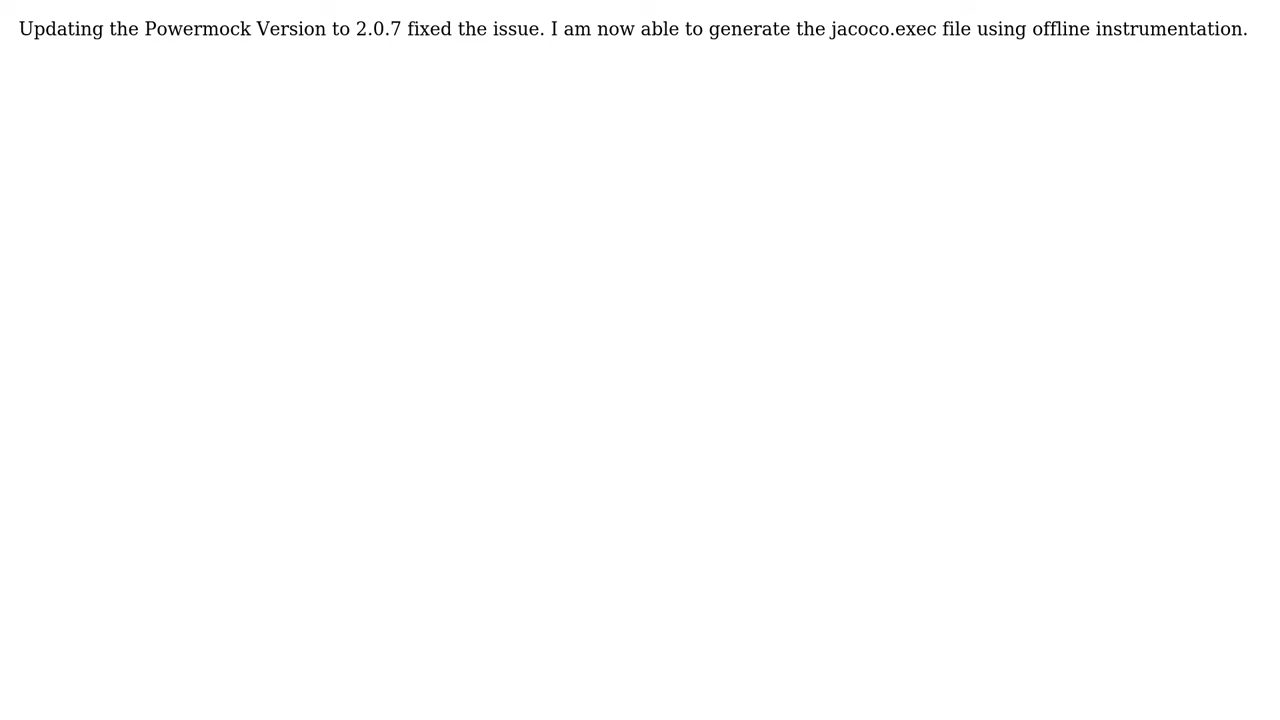 Updating the Powermock Version to 2.0.7 fixed the issue. I am now able to generate the jacoco.exec file using offline instrumentation.